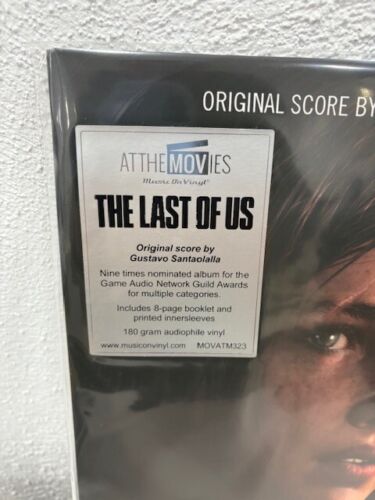 ORIGINAL SCORE BY
ATTHEMOVIES
Music On Vinyl®
THE LAST OF US
Original score by
Gustavo Santaolalla
Nine times nominated album for the
Game Audio Network Guild Awards
for multiple categories.
Includes 8-page booklet and
printed innersleeves
180 gram audiophile vinyl
www.musiconvinyl.com MOVATM323